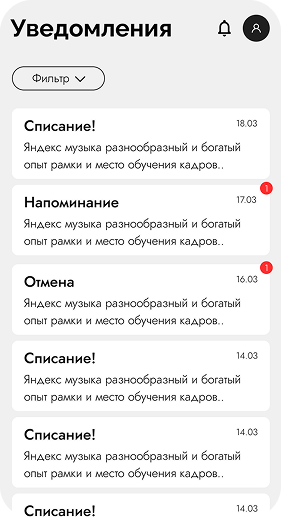 Уведомления
Фильтр
Списание!
18.03
Яндекс музыка разнообразный и богатый
опыт рамки и место обучения кадров..
1
Напоминание
17.03
Яндекс музыка разнообразный и богатый
опыт рамки и место обучения кадров..
1
Отмена
16.03
Яндекс музыка разнообразный и богатый
опыт рамки и место обучения кадров..
Списание!
14.03
Яндекс музыка разнообразный и богатый
опыт рамки и место обучения кадров..
Списание!
14.03
Яндекс музыка разнообразный и богатый
опыт рамки и место обучения кадров..
Списание!
14.03